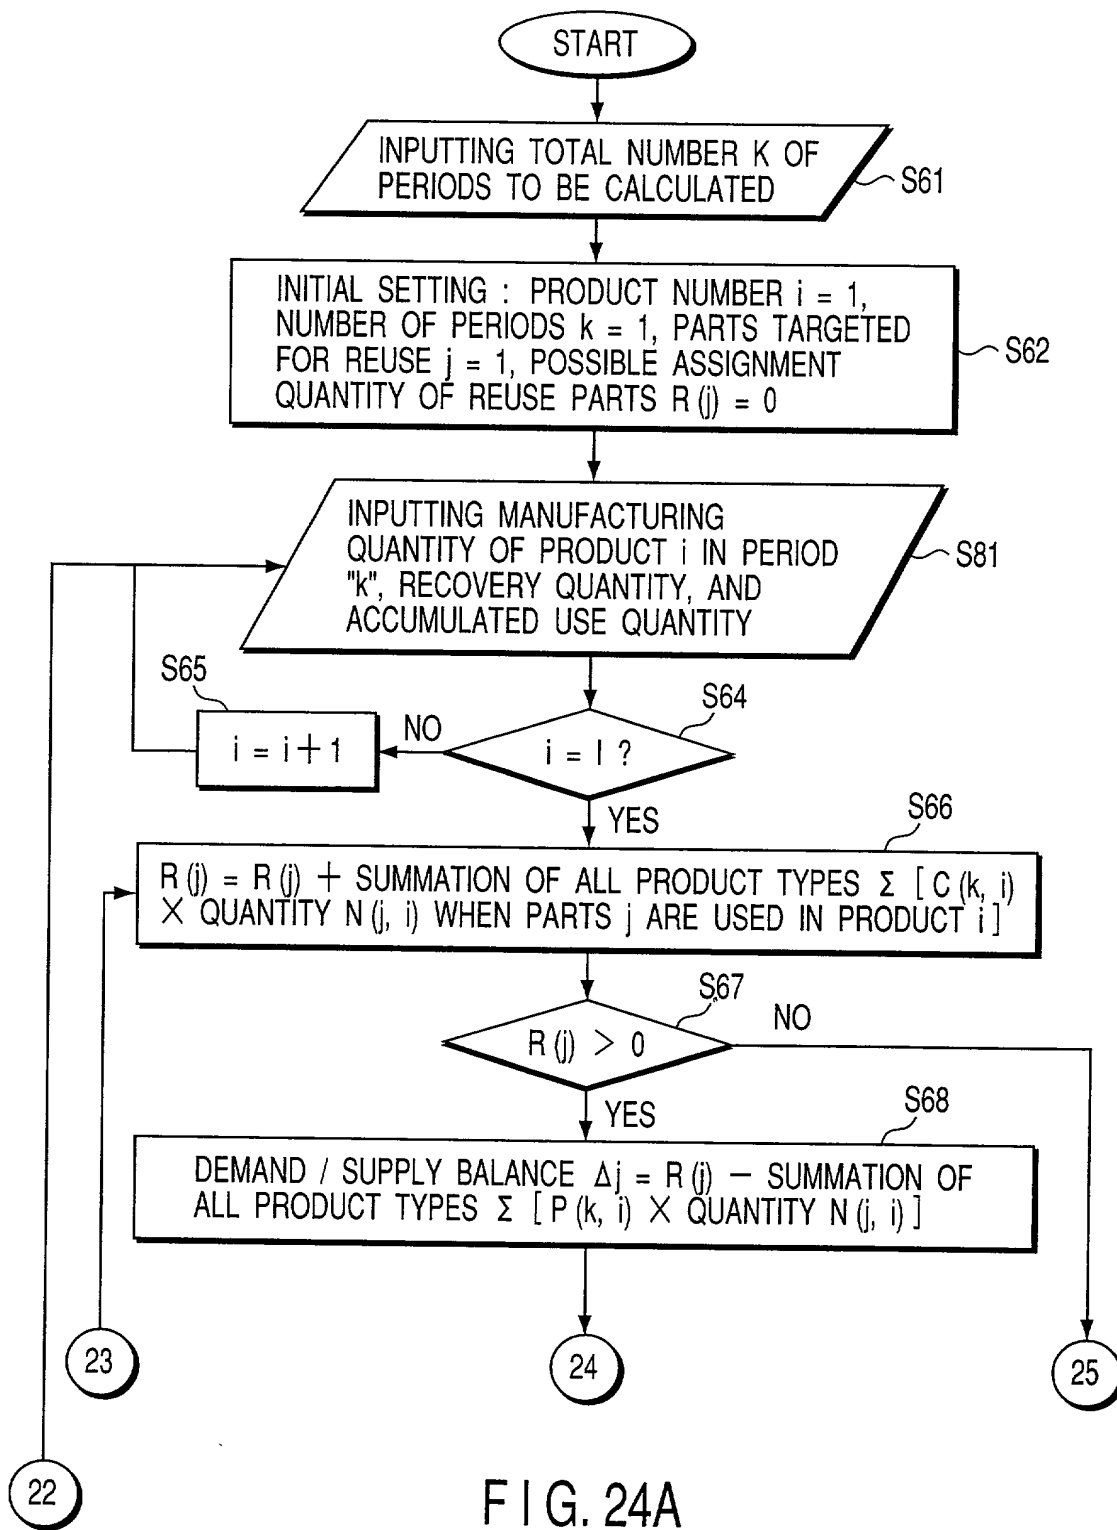 START
INPUTTING TOTAL NUMBER K OF
PERIODS TO BE CALCULATED
S61
INITIAL SETTING : PRODUCT NUMBER i = 1,
NUMBER OF PERIODS k = 1, PARTS TARGETED
FOR REUSE j = 1, POSSIBLE ASSIGNMENT
QUANTITY OF REUSE PARTS R (j) = 0
S62
INPUTTING MANUFACTURING
QUANTITY OF PRODUCT i IN PERIOD
"k", RECOVERY QUANTITY, AND
ACCUMULATED USE QUANTITY
S81
S65
i = i + 1
NO
S64
i = I ?
YES
S66
R (j) = R (j) + SUMMATION OF ALL PRODUCT TYPES Σ [ C (k, i)
× QUANTITY N (j, i) WHEN PARTS j ARE USED IN PRODUCT i ]
S67
R (j) > 0
NO
YES
S68
DEMAND / SUPPLY BALANCE Δj = R (j) − SUMMATION OF
ALL PRODUCT TYPES Σ [ P (k, i) × QUANTITY N (j, i) ]
23
24
25
22
FIG. 24A